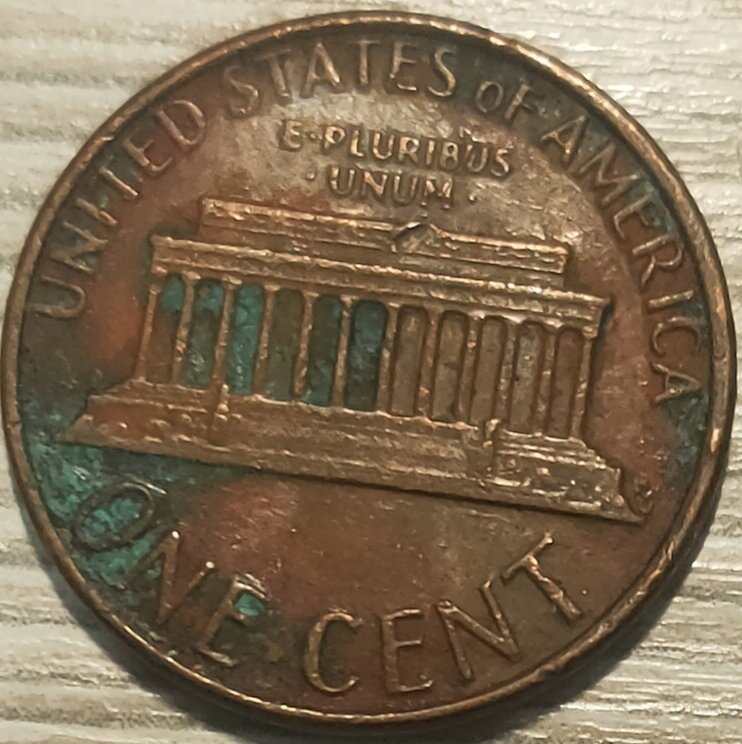 UNITED STATES OF AMERICA
E·PLURIBUS
·UNUM·
ONE CENT